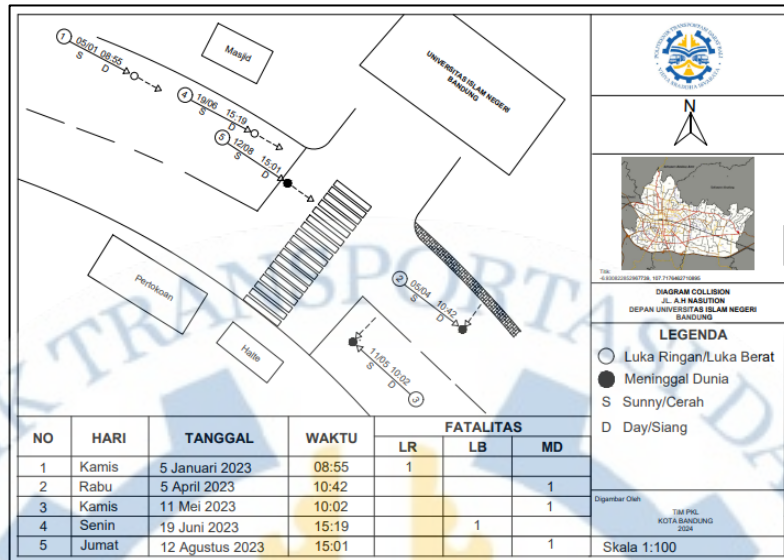 1 05/01 08:55
S D
Masjid
UNIVERSITAS ISLAM NEGERI
BANDUNG
4 19/06 15:19
S D
5 12/08 15:01
S D
Pertokoan
Halte
2 05/04 10:42
S D
11/05 10:02
S D
3
N
DIAGRAM COLLISION
JL. A.H NASUTION
DEPAN UNIVERSITAS ISLAM NEGERI
BANDUNG
LEGENDA
Luka Ringan/Luka Berat
Meninggal Dunia
S Sunny/Cerah
D Day/Siang
Digambar Oleh
TIM PKL
KOTA BANDUNG
2024
Skala 1:100
NO HARI TANGGAL WAKTU FATALITAS
LR LB MD
1 Kamis 5 Januari 2023 08:55 1
2 Rabu 5 April 2023 10:42 1
3 Kamis 11 Mei 2023 10:02 1
4 Senin 19 Juni 2023 15:19 1
5 Jumat 12 Agustus 2023 15:01 1